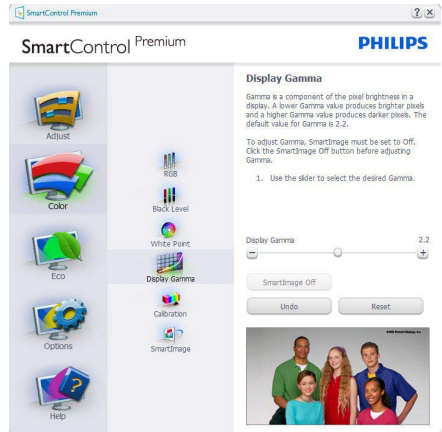 SmartControl Premium
SmartControl Premium
PHILIPS
Adjust
Color
Eco
Options
Help
RGB
Black Level
White Point
Display Gamma
Calibration
SmartImage
Display Gamma
Gamma is a component of the pixel brightness in a
display. A lower Gamma value produces brighter pixels
and a higher Gamma value produces darker pixels. The
default value for Gamma is 2.2.
To adjust Gamma, SmartImage must be set to Off.
Click the SmartImage Off button before adjusting
Gamma.
1. Use the slider to select the desired Gamma.
Display Gamma 2.2
SmartImage Off
Undo Reset